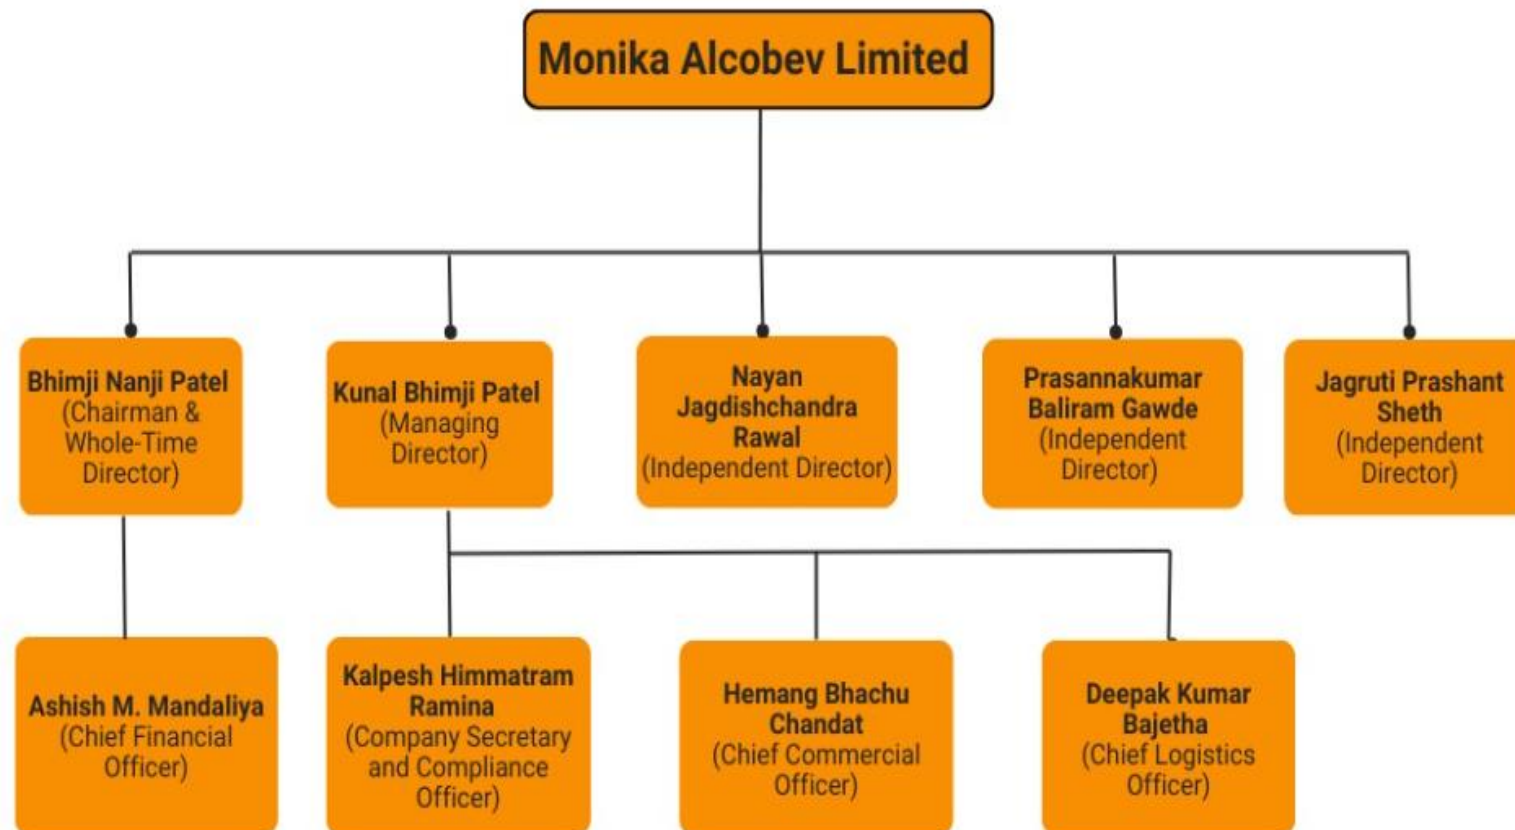 Monika Alcobev Limited
Bhimji Nanji Patel
(Chairman &
Whole-Time
Director)
Kunal Bhimji Patel
(Managing
Director)
Nayan
Jagdishchandra
Rawal
(Independent Director)
Prasannakumar
Baliram Gawde
(Independent
Director)
Jagruti Prashant
Sheth
(Independent
Director)
Ashish M. Mandaliya
(Chief Financial
Officer)
Kalpesh Himmatram
Ramina
(Company Secretary
and Compliance
Officer)
Hemang Bhachu
Chandat
(Chief Commercial
Officer)
Deepak Kumar
Bajetha
(Chief Logistics
Officer)